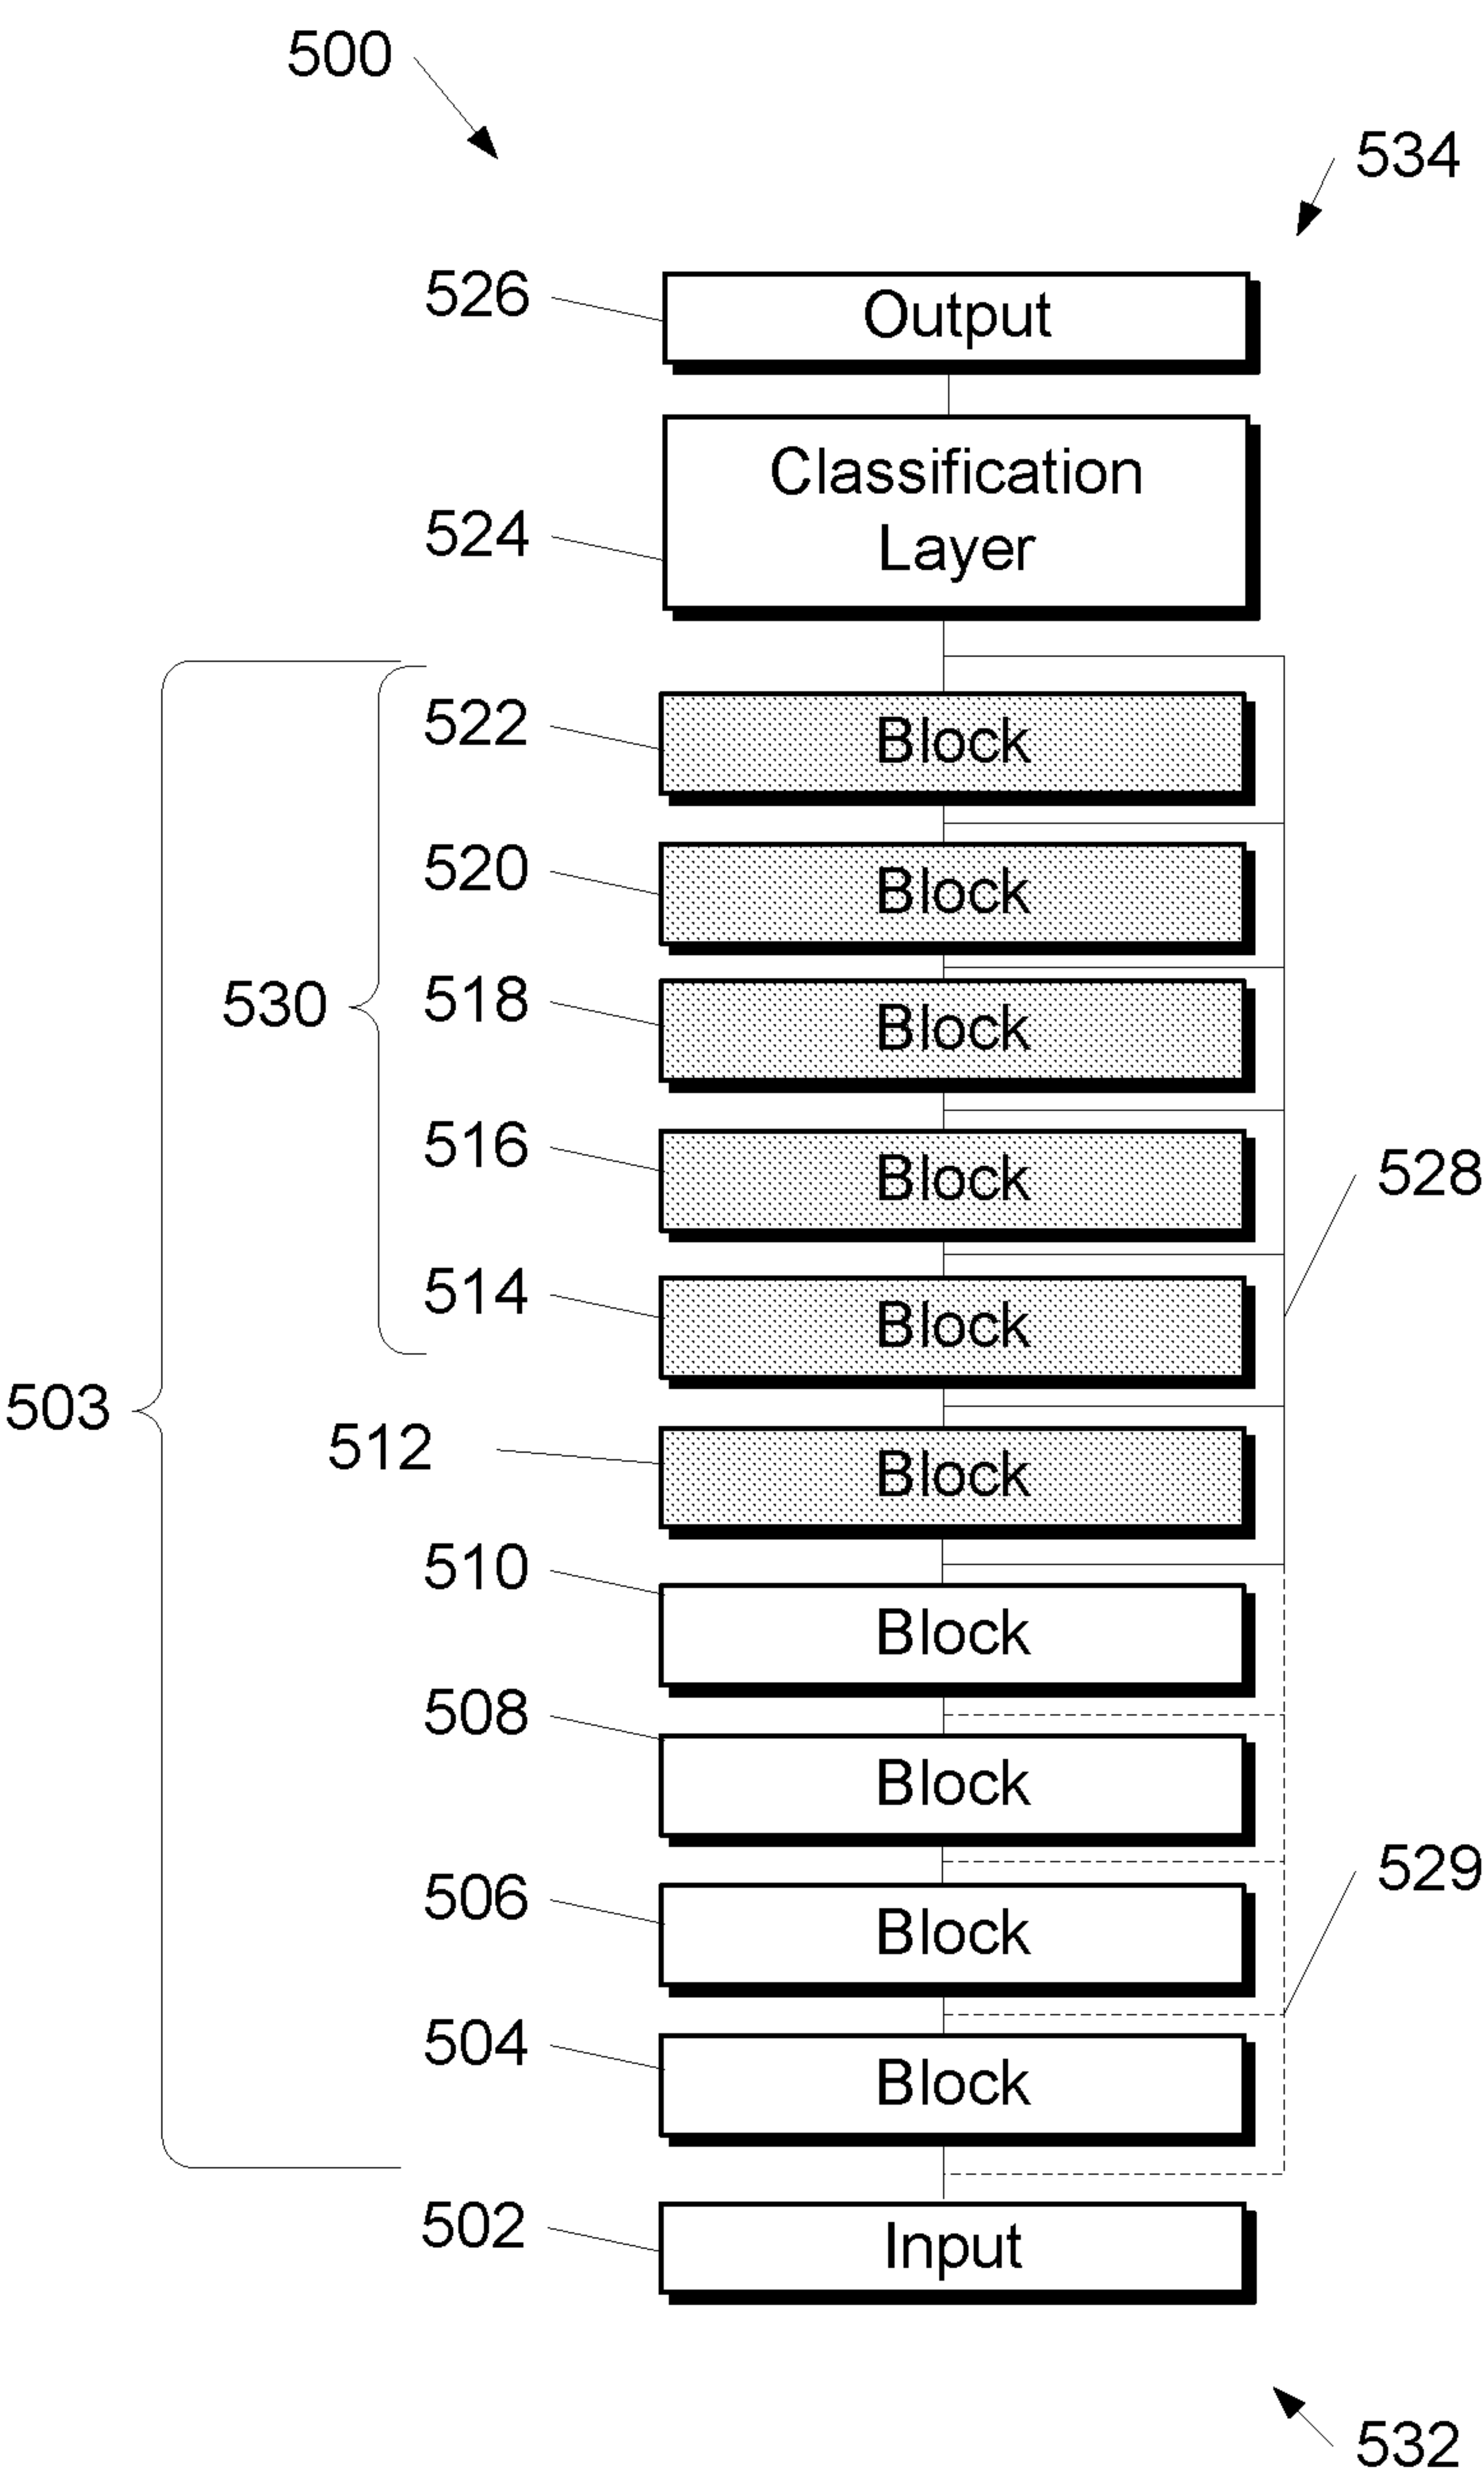 500
534
526
Output
Classification
524
Layer
522
Block
520
Block
530
518
Block
516
Block
528
514
Block
503
512
Block
510
Block
508
Block
529
506
Block
504
Block
502
Input
532